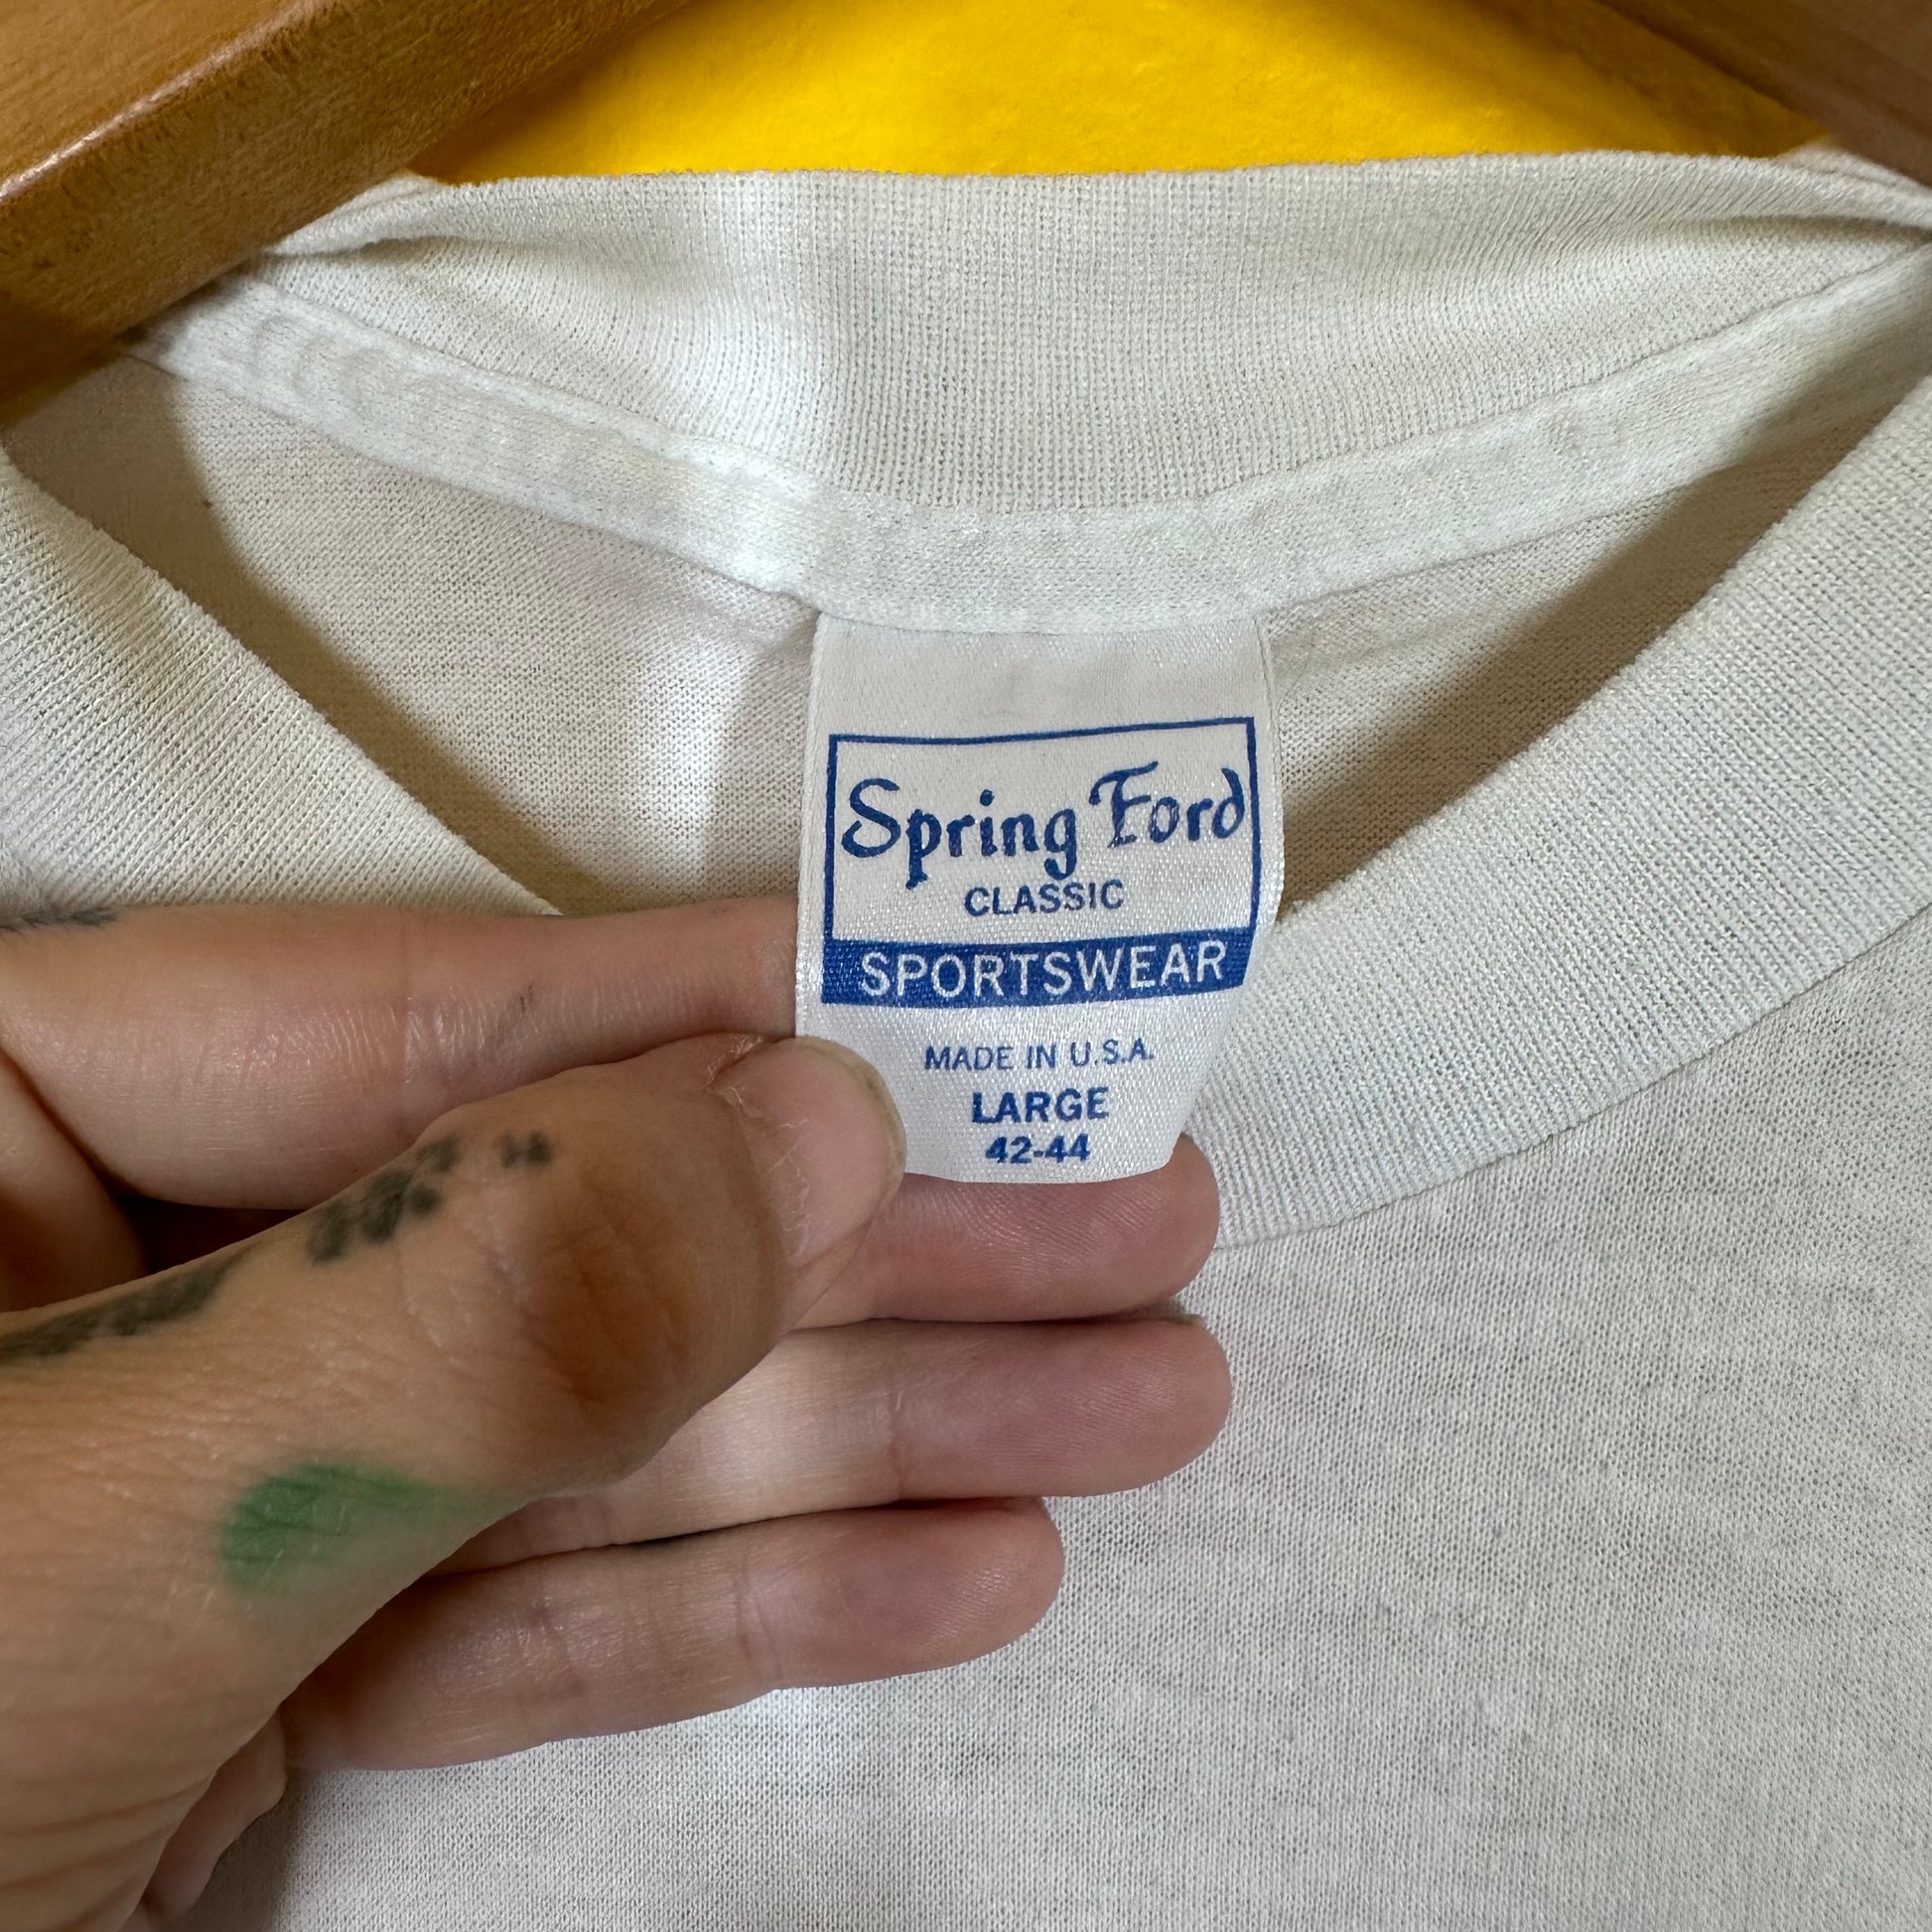 Spring Ford
CLASSIC
SPORTSWEAR
MADE IN U.S.A.
LARGE
42-44